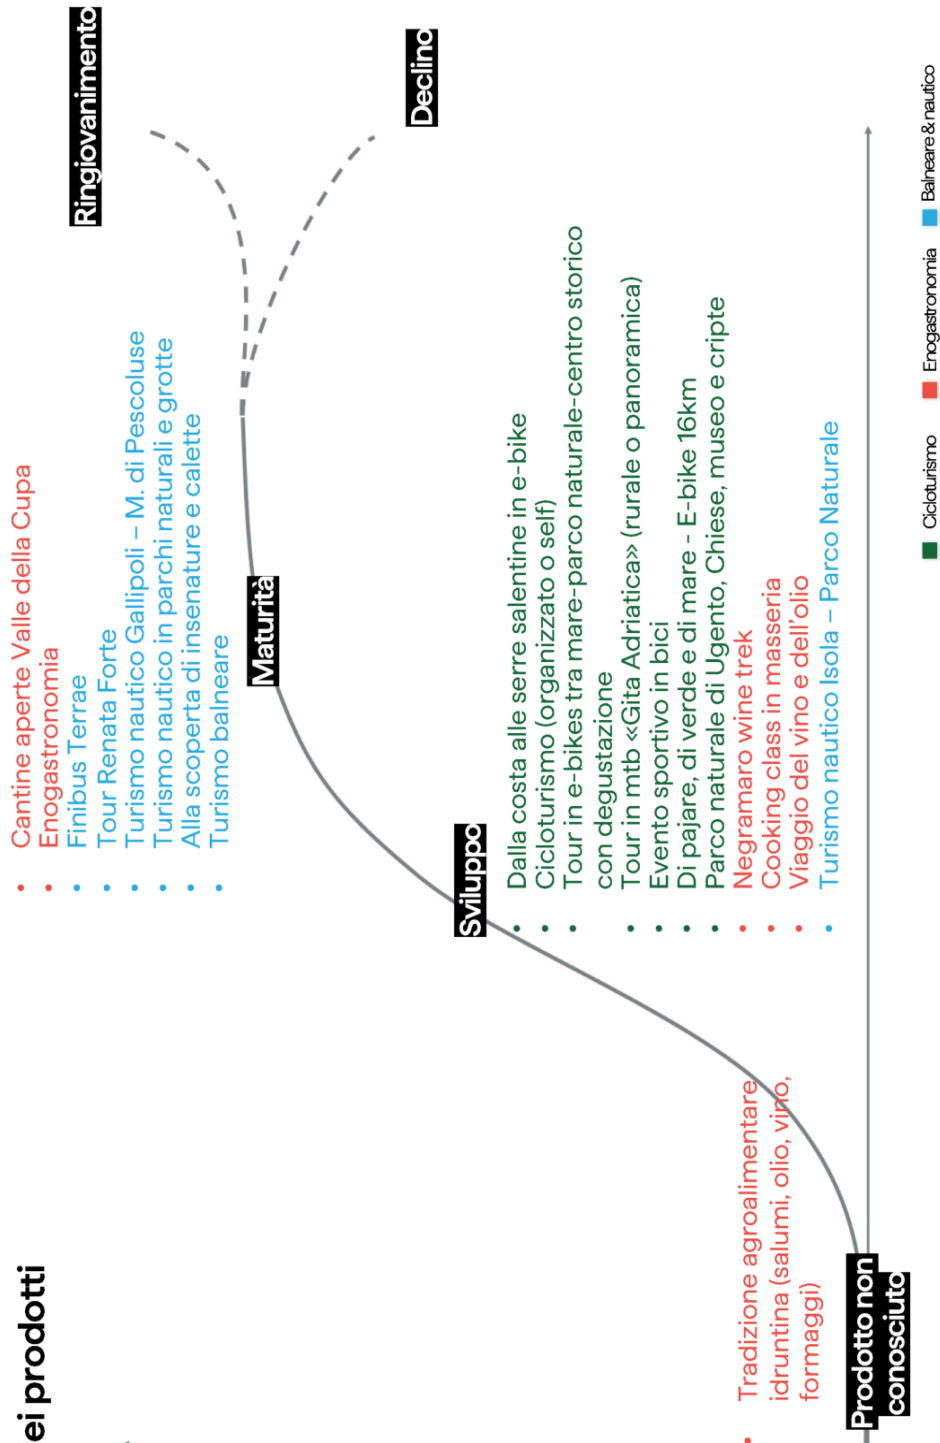 ei prodotti
Cantine aperte Valle della Cupa
Enogastronomia
Finibus Terrae
Tour Renata Forte
Turismo nautico Gallipoli – M. di Pescoluse
Turismo nautico in parchi naturali e grotte
Alla scoperta di insenature e calette
Turismo balneare
Ringiovanimento
Maturità
Declino
Sviluppo
Dalla costa alle serre salentine in e-bike
Cicloturismo (organizzato o self)
Tour in e-bikes tra mare-parco naturale-centro storico
con degustazione
Tour in mtb «Gita Adriatica» (rurale o panoramica)
Evento sportivo in bici
Di pajare, di verde e di mare - E-bike 16km
Parco naturale di Ugento, Chiese, museo e cripte
Negramaro wine trek
Cooking class in masseria
Viaggio del vino e dell'olio
Turismo nautico Isola – Parco Naturale
Tradizione agroalimentare
idruntina (salumi, olio, vino,
formaggi)
Prodotto non
conosciuto
Cicloturismo
Enogastronomia
Balneare & nautico